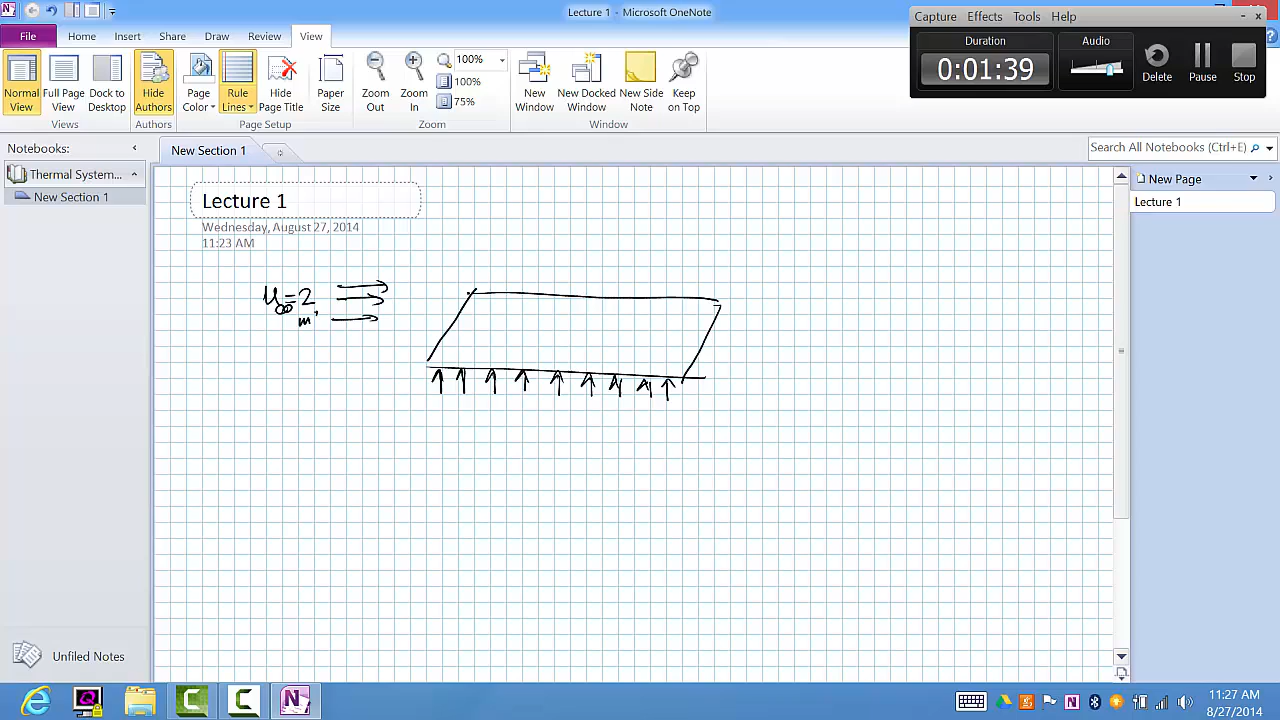 Lecture 1 - Microsoft OneNote
File Home Insert Share Draw Review View
Normal View
Full Page View
Dock to Desktop
Views
Hide Authors
Authors
Page Color
Rule Lines
Hide Page Title
Paper Size
Page Setup
Zoom Out
Zoom In
100%
100%
75%
Zoom
New Window
New Docked Window
New Side Note
Keep on Top
Window
Capture Effects Tools Help
Duration
0:01:39
Audio
Delete
Pause
Stop
Notebooks:
Thermal System...
New Section 1
New Section 1
Search All Notebooks (Ctrl+E)
New Page
Lecture 1
Lecture 1
Wednesday, August 27, 2014
11:23 AM
U∞=2
m
Unfiled Notes
11:27 AM
8/27/2014